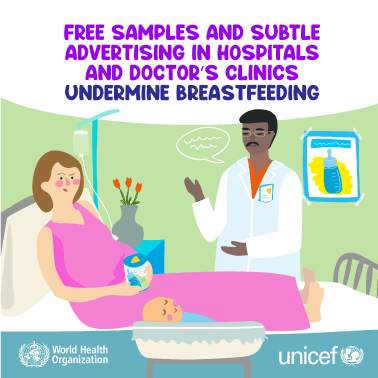 FREE SAMPLES AND SUBTLE
ADVERTISING IN HOSPITALS
AND DOCTOR'S CLINICS
UNDERMINE BREASTFEEDING
World Health
Organization
unicef